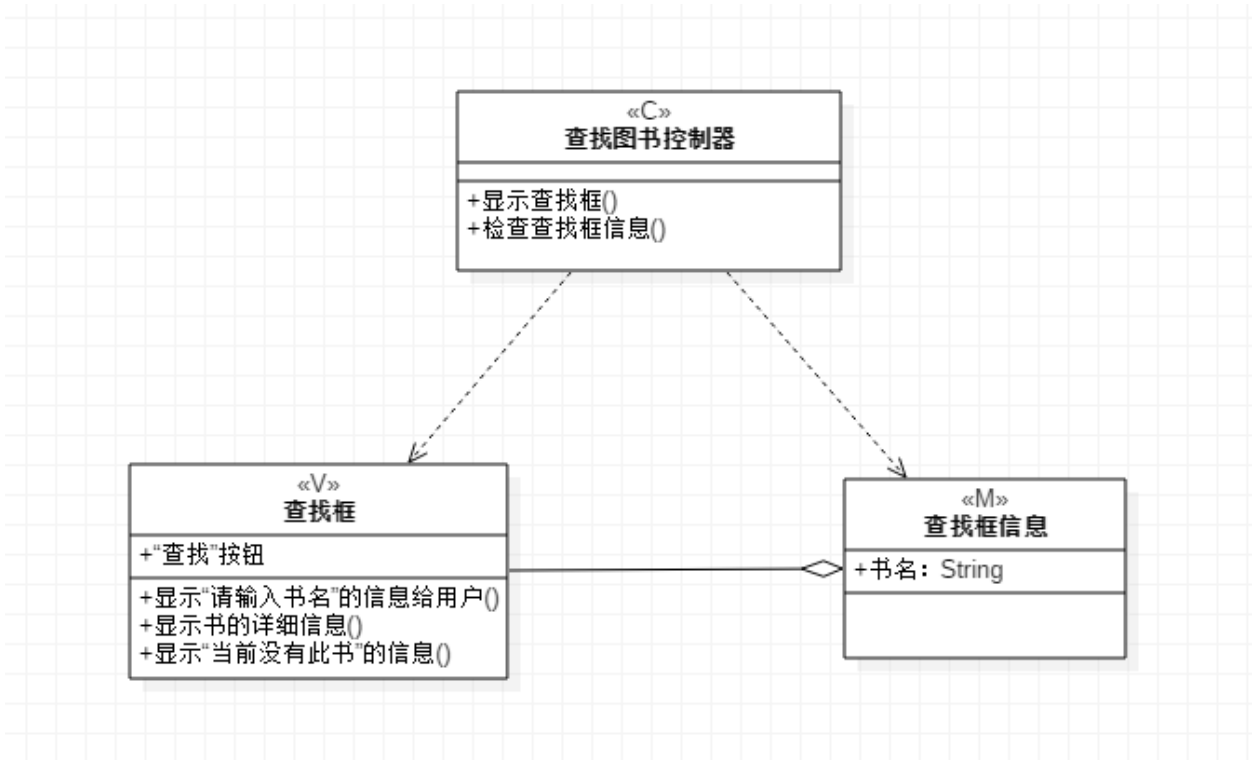 «C»
查找图书控制器
+显示查找框()
+检查查找框信息()
«V»
查找框
+“查找”按钮
+显示“请输入书名”的信息给用户()
+显示书的详细信息()
+显示“当前没有此书”的信息()
«M»
查找框信息
+书名：String